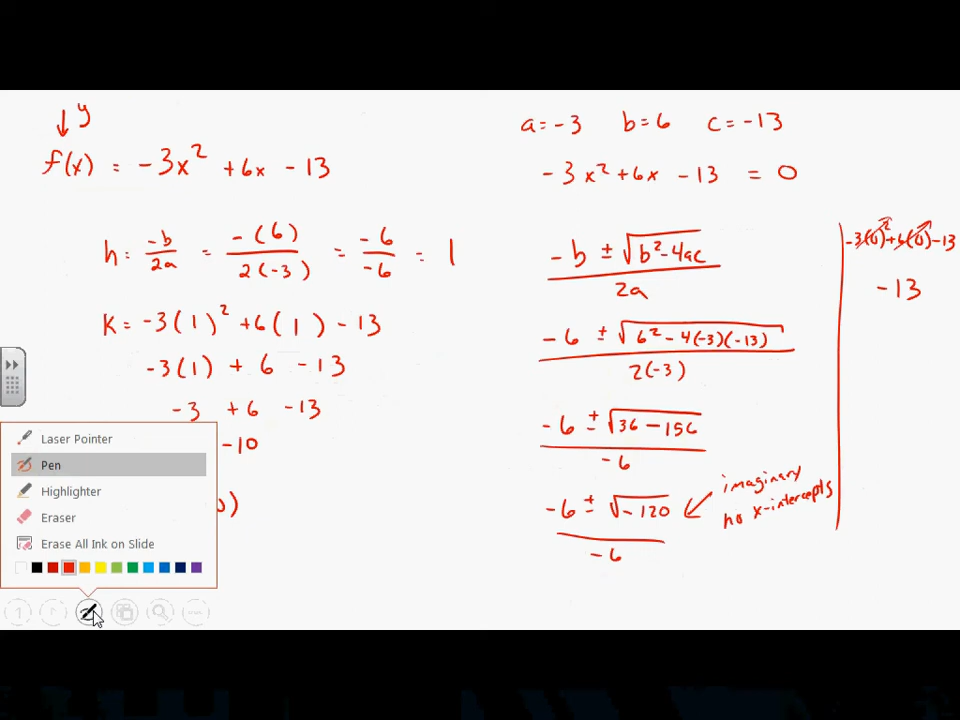 ↓ y
f(x) = -3x² + 6x - 13
h = -b/2a = -(6)/2(-3) = -6/-6 = 1
K = -3(1)² + 6(1) - 13
-3(1) + 6 - 13
-3 + 6 - 13
-10
)
Laser Pointer
Pen
Highlighter
Eraser
Erase All Ink on Slide
a = -3 b = 6 c = -13
-3x² + 6x - 13 = 0
-b ± √b² - 4ac
2a
-6 ± √6² - 4(-3)(-13)
2(-3)
-6 ± √36 - 156
-6
-6 ± √-120
-6
imaginary
no x-intercepts
-3(0)² + 6(0) - 13
-13